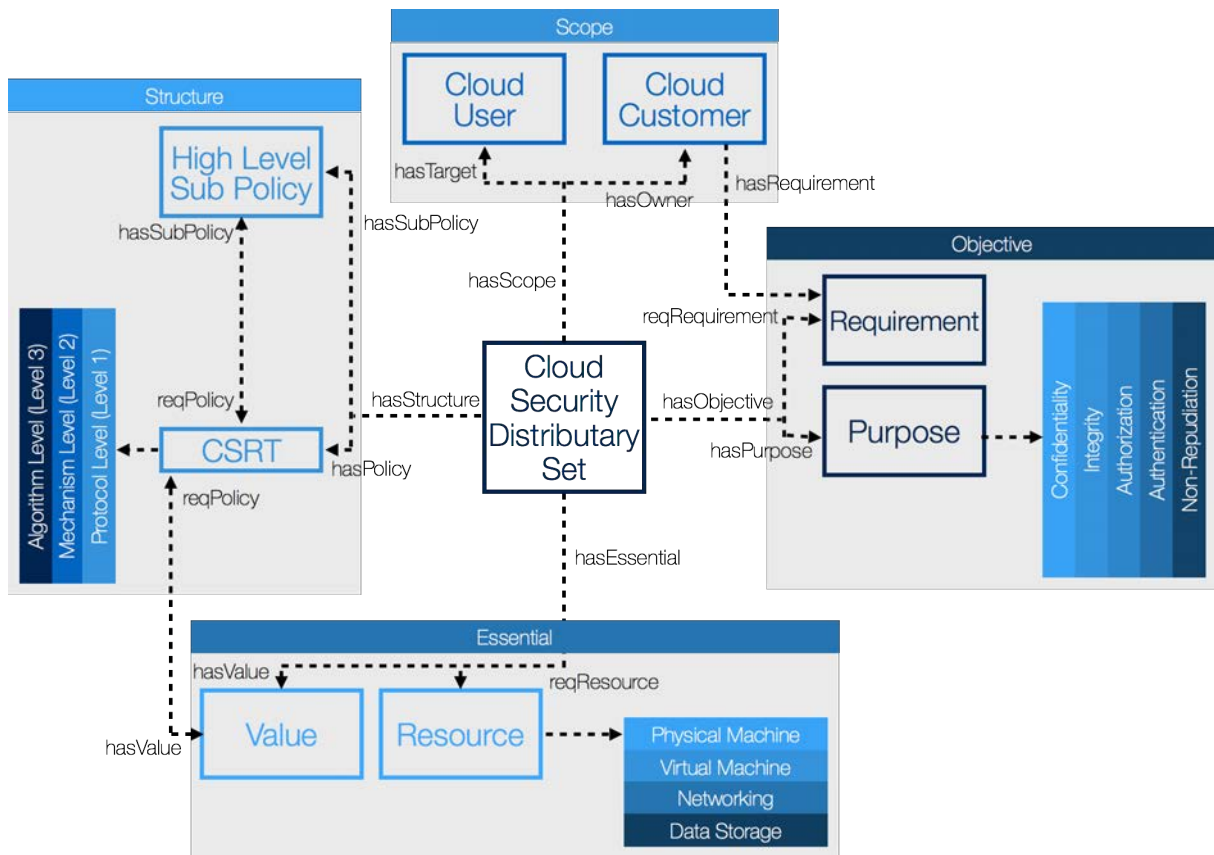 Scope
Cloud
User
Cloud
Customer
hasTarget
hasOwner
hasRequirement
Structure
High Level
Sub Policy
hasSubPolicy
hasSubPolicy
reqPolicy
CSRT
hasPolicy
reqPolicy
Algorithm Level (Level 3)
Mechanism Level (Level 2)
Protocol Level (Level 1)
hasScope
hasStructure
Cloud
Security
Distributary
Set
hasObjective
hasEssential
Objective
reqRequirement
Requirement
hasPurpose
Purpose
Confidentiality
Integrity
Authorization
Authentication
Non-Repudiation
Essential
hasValue
reqResource
hasValue
Value
Resource
Physical Machine
Virtual Machine
Networking
Data Storage